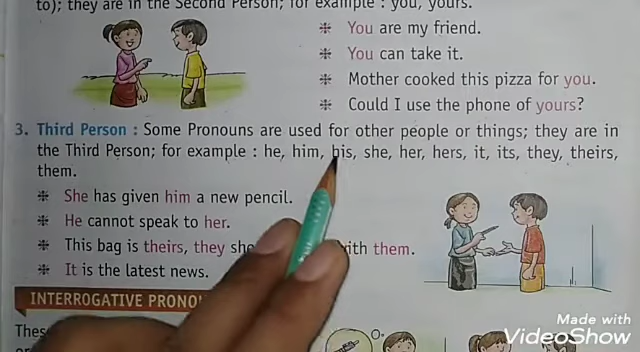 to); they are in the Second Person; for example : you, yours.
You are my friend.
You can take it.
Mother cooked this pizza for you.
Could I use the phone of yours?
3. Third Person : Some Pronouns are used for other people or things; they are in
the Third Person; for example : he, him, his, she, her, hers, it, its, they, theirs,
them.
She has given him a new pencil.
He cannot speak to her.
This bag is theirs, they with them.
It is the latest news.
INTERROGATIVE
Made with
VideoShow